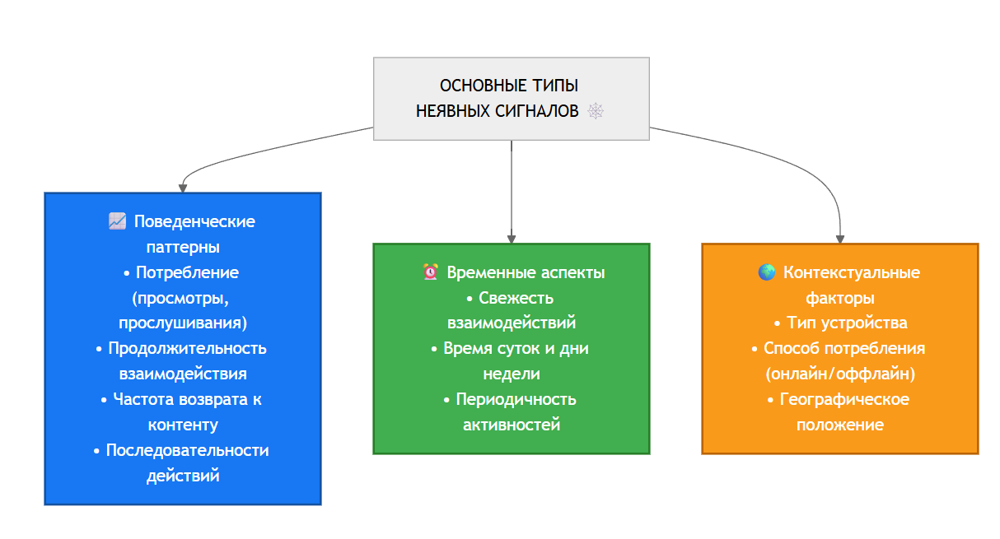 ОСНОВНЫЕ ТИПЫ
НЕЯВНЫХ СИГНАЛОВ 🕸️
📈 Поведенческие
паттерны
• Потребление
(просмотры,
прослушивания)
• Продолжительность
взаимодействия
• Частота возврата к
контенту
• Последовательности
действий
⏰ Временные аспекты
• Свежесть
взаимодействий
• Время суток и дни
недели
• Периодичность
активностей
🌍 Контекстуальные
факторы
• Тип устройства
• Способ потребления
(онлайн/оффлайн)
• Географическое
положение